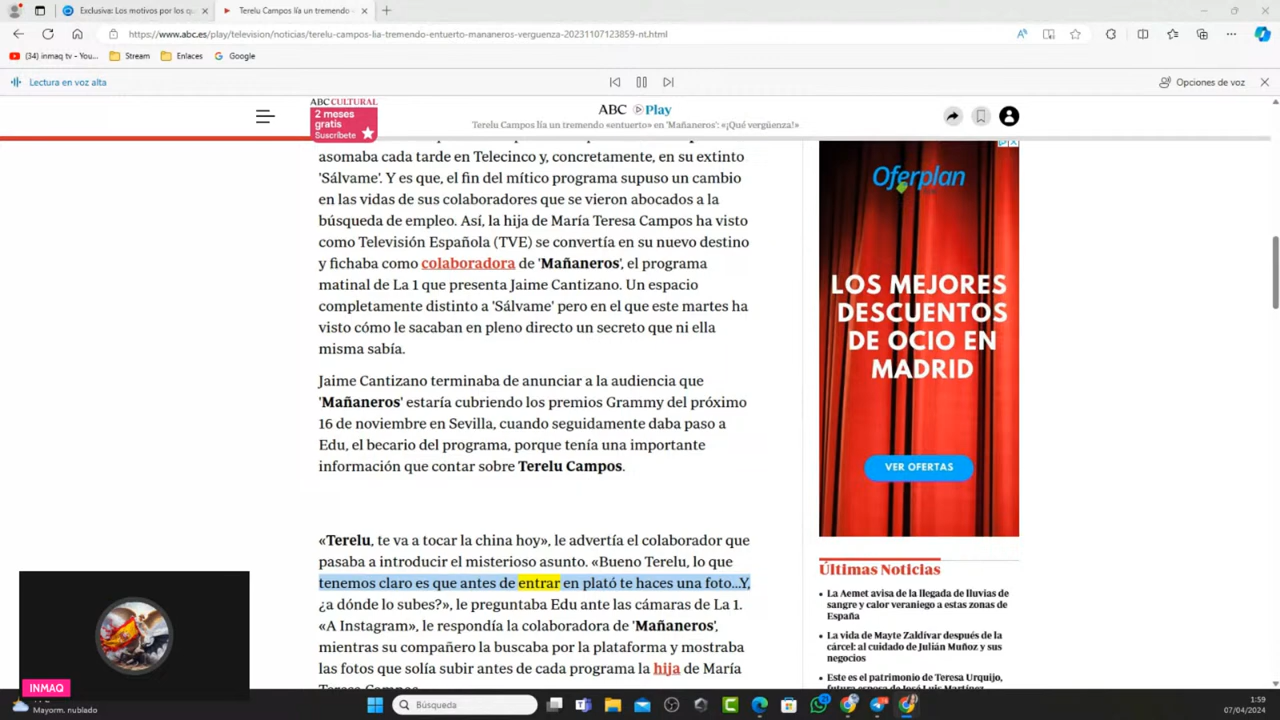 Exclusiva: Los motivos por los qu
Terelu Campos lía un tremendo
https://www.abc.es/play/television/noticias/terelu-campos-lia-tremendo-entuerto-mananeros-verguenza-20231107123859-nt.html
(34) inmaq tv - You...
Stream
Enlaces
Google
Lectura en voz alta
Opciones de voz
ABC CULTURAL
2 meses
gratis
Suscríbete
ABC Play
Terelu Campos lía un tremendo «entuerto» en 'Mañaneros': «¡Qué vergüenza!»
asomaba cada tarde en Telecinco y, concretamente, en su extinto
'Sálvame'. Y es que, el fin del mítico programa supuso un cambio
en las vidas de sus colaboradores que se vieron abocados a la
búsqueda de empleo. Así, la hija de María Teresa Campos ha visto
como Televisión Española (TVE) se convertía en su nuevo destino
y fichaba como colaboradora de 'Mañaneros', el programa
matinal de La 1 que presenta Jaime Cantizano. Un espacio
completamente distinto a 'Sálvame' pero en el que este martes ha
visto cómo le sacaban en pleno directo un secreto que ni ella
misma sabía.
Jaime Cantizano terminaba de anunciar a la audiencia que
'Mañaneros' estaría cubriendo los premios Grammy del próximo
16 de noviembre en Sevilla, cuando seguidamente daba paso a
Edu, el becario del programa, porque tenía una importante
información que contar sobre Terelu Campos.
«Terelu, te va a tocar la china hoy», le advertía el colaborador que
pasaba a introducir el misterioso asunto. «Bueno Terelu, lo que
tenemos claro es que antes de entrar en plató te haces una foto...Y,
¿a dónde lo subes?», le preguntaba Edu ante las cámaras de La 1.
«A Instagram», le respondía la colaboradora de 'Mañaneros',
mientras su compañero la buscaba por la plataforma y mostraba
las fotos que solía subir antes de cada programa la hija de María
Teresa Campos
Oferplan
LOS MEJORES
DESCUENTOS
DE OCIO EN
MADRID
VER OFERTAS
Últimas Noticias
La Aemet avisa de la llegada de lluvias de
sangre y calor veraniego a estas zonas de
España
La vida de Mayte Zaldívar después de la
cárcel: al cuidado de Julián Muñoz y sus
negocios
Este es el patrimonio de Teresa Urquijo,
futura esposa de José Luis Martínez
INMAQ
Mayorm. nublado
Búsqueda
1:59
07/04/2024